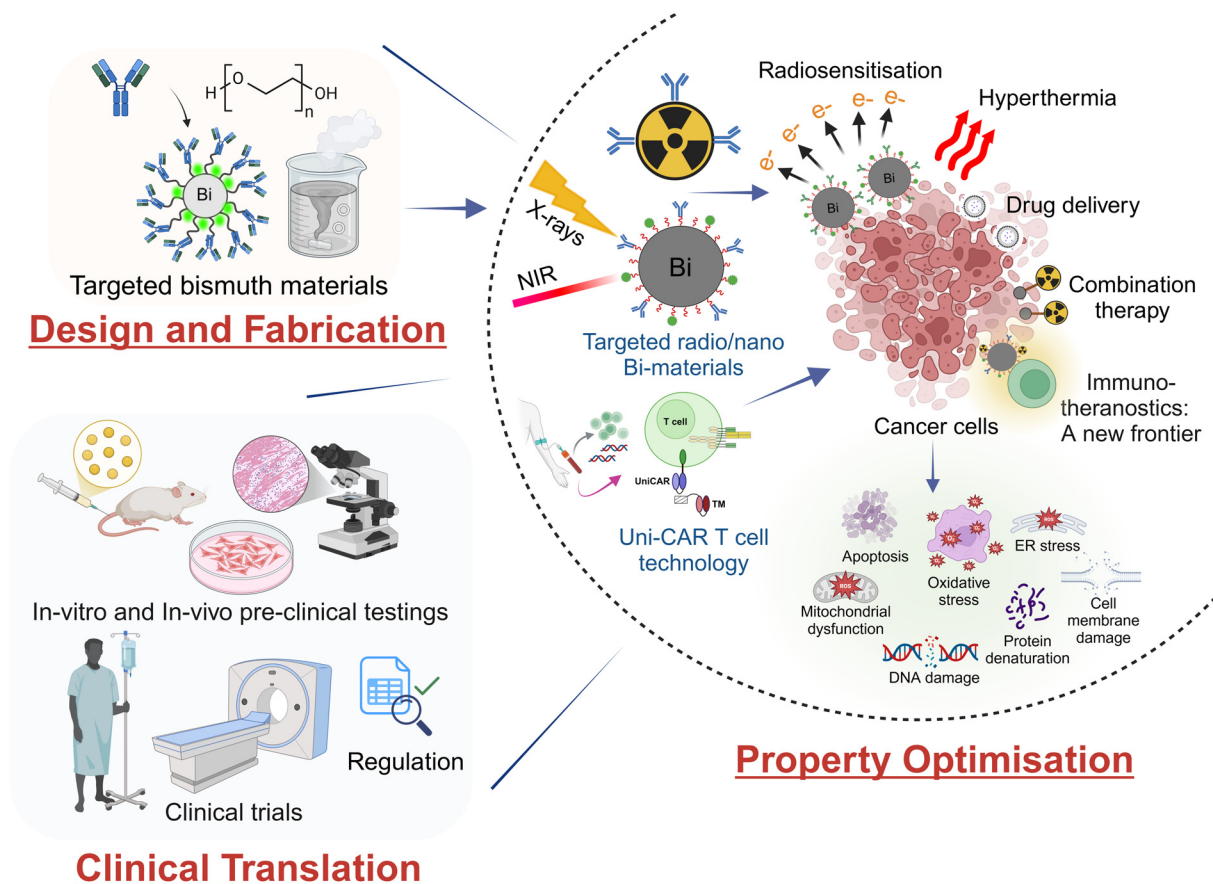 H
O
n
OH
Bi
Targeted bismuth materials
Design and Fabrication
X-rays
NIR
Bi
Targeted radio/nano
Bi-materials
Radiosensitisation
e-
e-
e-
e-
e-
Hyperthermia
Bi
Bi
Drug delivery
Combination
therapy
Immuno-
theranostics:
A new frontier
Cancer cells
T cell
UniCAR
TM
Uni-CAR T cell
technology
Apoptosis
Oxidative
stress
ROS
ER stress
ROS
Mitochondrial
dysfunction
DNA damage
Protein
denaturation
Cell
membrane
damage
Property Optimisation
In-vitro and In-vivo pre-clinical testings
Clinical trials
Regulation
Clinical Translation